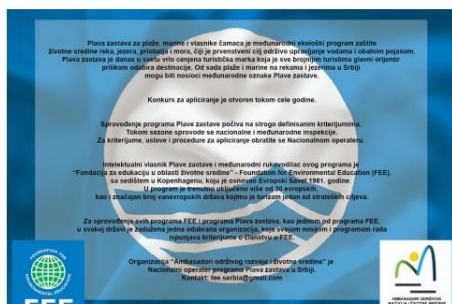 Plava zastava za plaže, marine i vlasnike čamaca je međunarodni ekološki program zaštite
životne sredine reka, jezera, priobalja i mora, čiji je prvenstveni cilj održivo upravljanje vodama i obalnim pojasom.
Plava zastava je danas u svetu vrlo cenjena turistička marka koja je sve brojnijim turistima glavni orijentir
prilikom odabira destinacije. Od sada plaže i marine na rekama i jezerima u Srbiji
mogu biti nosioci međunarodne oznake Plave zastave.
Konkurs za apliciranje je otvoren tokom cele godine.
Sprovođenje programa Plave zastave počiva na strogo definisanim kriterijumima.
Tokom sezone sprovode se nacionalne i međunarodne inspekcije.
Za kriterijume, uslove i procedure za apliciranje obratite se Nacionalnom operateru.
Intelektualni vlasnik Plave zastave i međunarodni rukovodilac ovog programa je
"Fondacija za edukaciju u oblasti životne sredine" - Foundation for Environmental Education (FEE),
sa sedištem u Kopenhagenu, koju je osnovao Evropski Savet 1981. godine.
U program je trenutno uključeno više od 30 evropskih,
kao i značajan broj vanevropskih država kojima je turizam jedan od strateških ciljeva.
Za sprovođenje svih programa FEE i programa Plava zastava, kao jednom od programa FEE,
u svakoj državi je zadužena jedna odabrana organizacija, koja svojom misijom i programom rada
ispunjava kriterijume o članstvu u FEE.
Organizacija "Ambasadori održivog razvoja i životne sredine" je
Nacionalni operater programa Plava zastava u Srbiji.
Kontakt: fee.serbia@gmail.com
FOUNDATION FOR
ENVIRONMENTAL EDUCATION
FEE
AMBASADORI ODRŽIVOG
RAZVOJA I ŽIVOTNE SREDINE